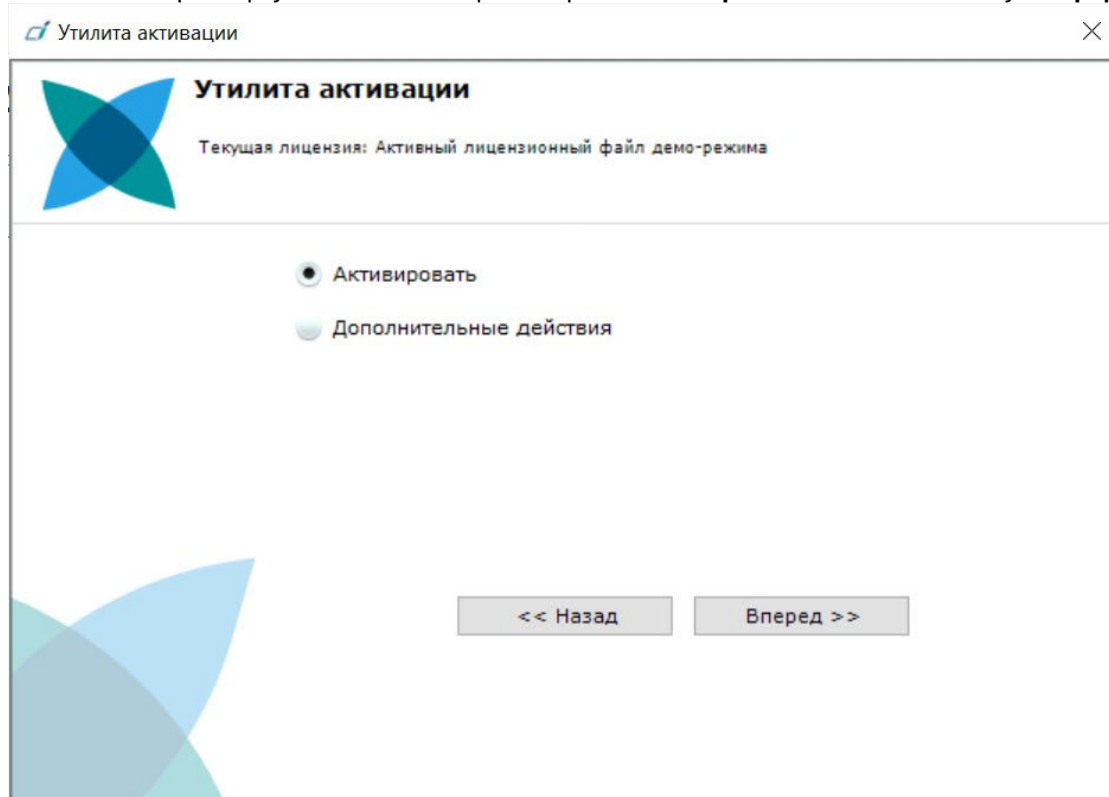 Утилита активации
Утилита активации
Текущая лицензия: Активный лицензионный файл демо-режима
Активировать
Дополнительные действия
<< Назад
Вперед >>